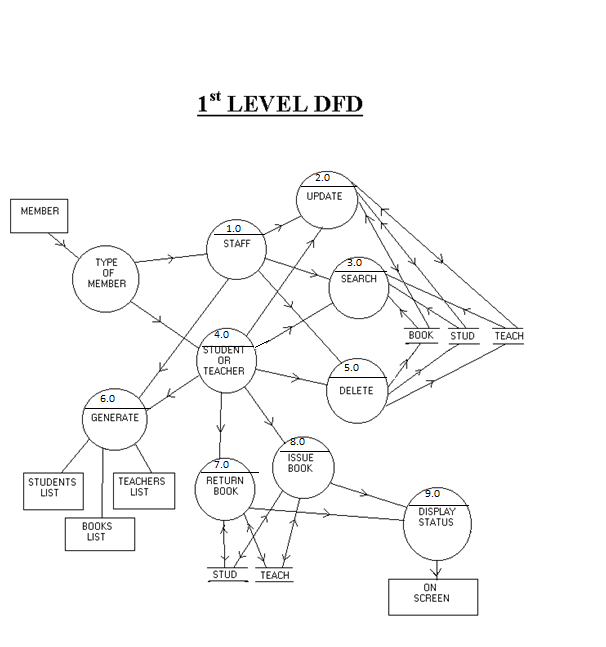 1st LEVEL DFD
MEMBER
TYPE
OF
MEMBER
1.0
STAFF
2.0
UPDATE
3.0
SEARCH
4.0
STUDENT
OR
TEACHER
5.0
DELETE
BOOK
STUD
TEACH
6.0
GENERATE
STUDENTS
LIST
BOOKS
LIST
TEACHERS
LIST
7.0
RETURN
BOOK
8.0
ISSUE
BOOK
9.0
DISPLAY
STATUS
STUD
TEACH
ON
SCREEN